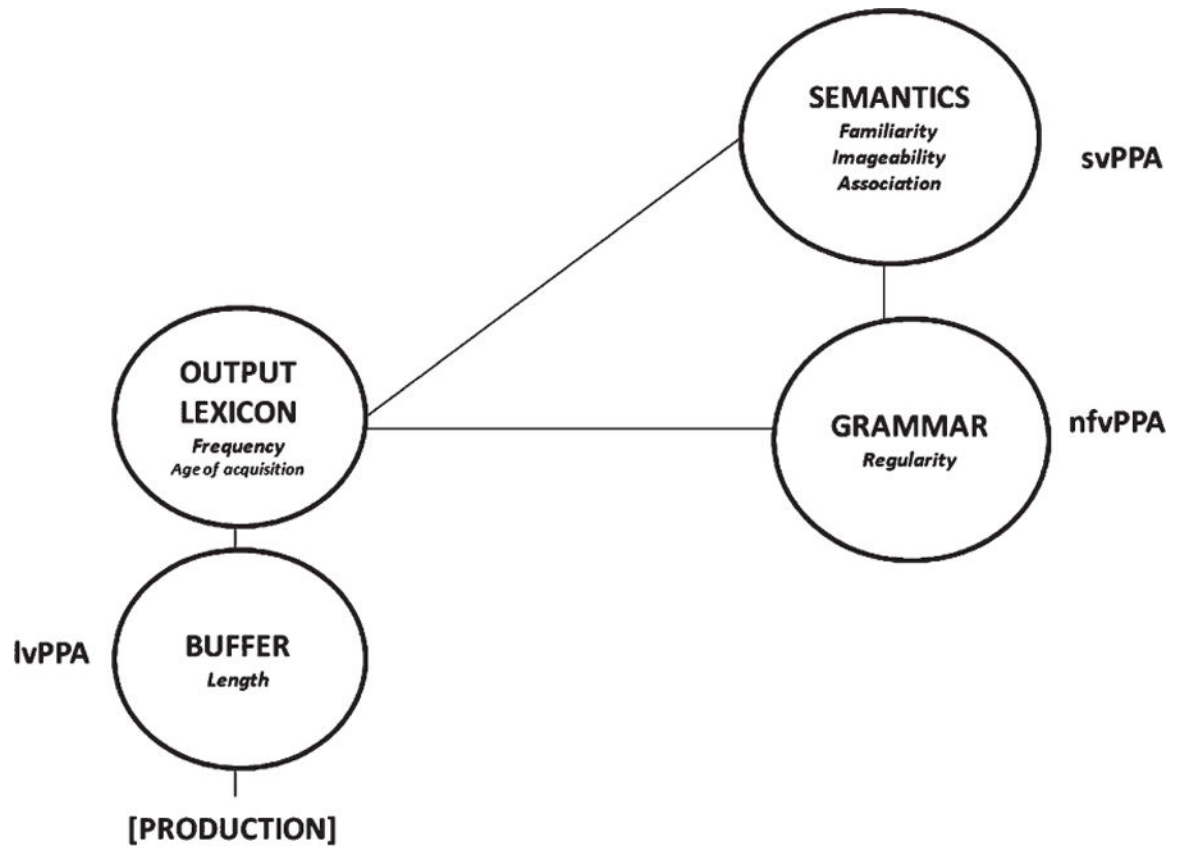 SEMANTICS
Familiarity
Imageability
Association
svPPA
OUTPUT
LEXICON
Frequency
Age of acquisition
GRAMMAR
Regularity
nfvPPA
lvPPA
BUFFER
Length
[PRODUCTION]